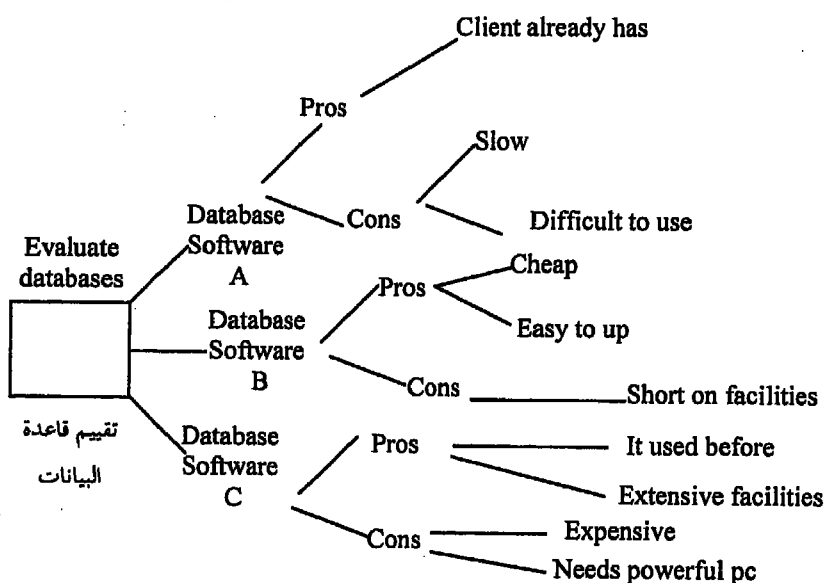 Client already has
Pros
Slow
Database
Software
A
Cons
Difficult to use
Evaluate
databases
Cheap
Pros
Database
Software
B
Easy to up
Cons
Short on facilities
تقييم قاعدة
البيانات
Database
Software
C
Pros
It used before
Extensive facilities
Cons
Expensive
Needs powerful pc